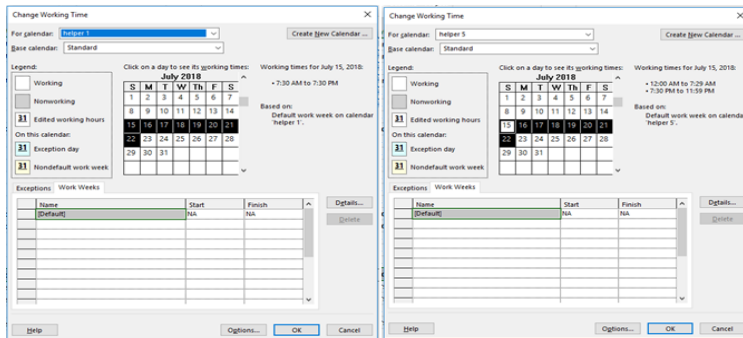 Change Working Time
For calendar: helper 1
Create New Calendar ...
Base calendar: Standard
Legend:
Working
Nonworking
31 Edited working hours
On this calendar:
31 Exception day
31 Nondefault work week
Click on a day to see its working times:
July 2018
S M T W Th F S
1 2 3 4 5 6 7
8 9 10 11 12 13 14
15 16 17 18 19 20 21
22 23 24 25 26 27 28
29 30 31
Working times for July 15, 2018:
• 7:30 AM to 7:30 PM
Based on:
Default work week on calendar
'helper 1'.
Exceptions Work Weeks
Name Start Finish
[Default] NA NA
Details...
Delete
Help
Options...
OK
Cancel
Change Working Time
For calendar: helper 5
Create New Calendar ...
Base calendar: Standard
Legend:
Working
Nonworking
31 Edited working hours
On this calendar:
31 Exception day
31 Nondefault work week
Click on a day to see its working times:
July 2018
S M T W Th F S
1 2 3 4 5 6 7
8 9 10 11 12 13 14
15 16 17 18 19 20 21
22 23 24 25 26 27 28
29 30 31
Working times for July 15, 2018:
• 12:00 AM to 7:29 AM
• 7:30 PM to 11:59 PM
Based on:
Default work week on calendar
'helper 5'.
Exceptions Work Weeks
Name Start Finish
[Default] NA NA
Details...
Delete
Help
Options...
OK
Cancel